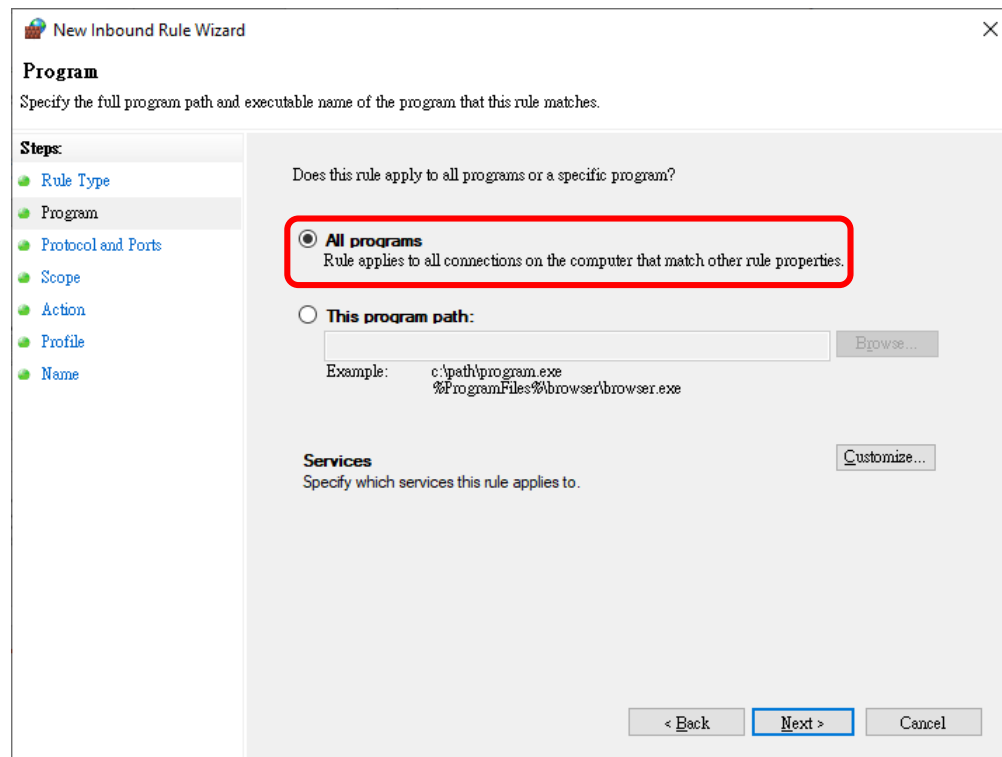 New Inbound Rule Wizard
Program
Specify the full program path and executable name of the program that this rule matches.
Steps:
Rule Type
Program
Protocol and Ports
Scope
Action
Profile
Name
Does this rule apply to all programs or a specific program?
All programs
Rule applies to all connections on the computer that match other rule properties.
This program path:
Browse...
Example: c:\path\program.exe
%ProgramFiles%\browser\browser.exe
Services
Customize...
Specify which services this rule applies to.
< Back Next > Cancel